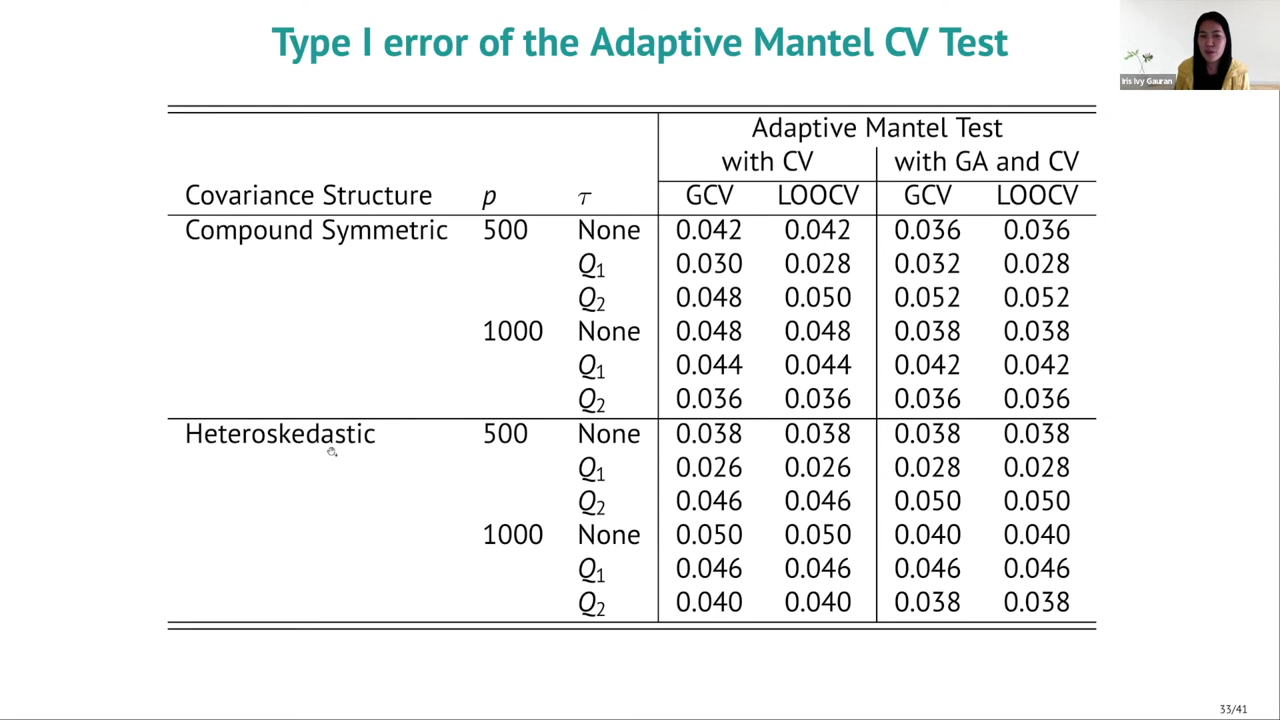 Type I error of the Adaptive Mantel CV Test
Iris Ivy Gauran
Adaptive Mantel Test
with CV with GA and CV
Covariance Structure p τ GCV LOOCV GCV LOOCV
Compound Symmetric 500 None 0.042 0.042 0.036 0.036
Q1 0.030 0.028 0.032 0.028
Q2 0.048 0.050 0.052 0.052
1000 None 0.048 0.048 0.038 0.038
Q1 0.044 0.044 0.042 0.042
Q2 0.036 0.036 0.036 0.036
Heteroskedastic 500 None 0.038 0.038 0.038 0.038
Q1 0.026 0.026 0.028 0.028
Q2 0.046 0.046 0.050 0.050
1000 None 0.050 0.050 0.040 0.040
Q1 0.046 0.046 0.046 0.046
Q2 0.040 0.040 0.038 0.038
33/41